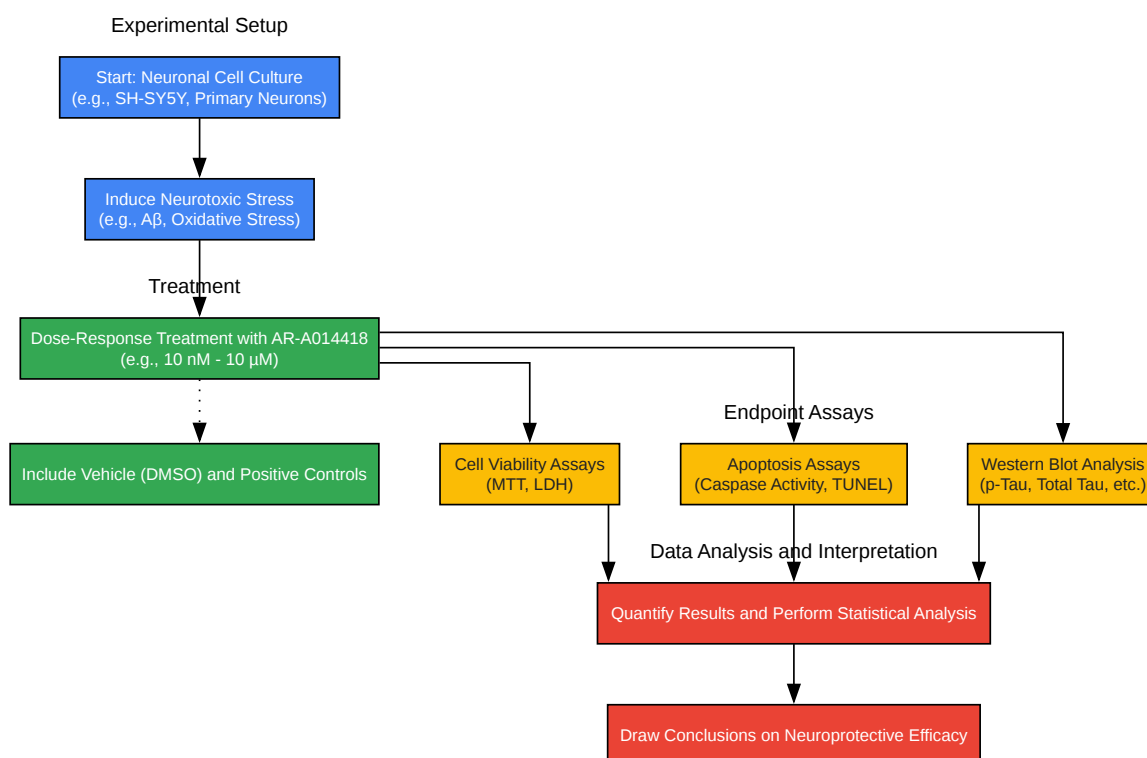 Experimental Setup
Start: Neuronal Cell Culture
(e.g., SH-SY5Y, Primary Neurons)
Induce Neurotoxic Stress
(e.g., Aβ, Oxidative Stress)
Treatment
Dose-Response Treatment with AR-A014418
(e.g., 10 nM - 10 µM)
Include Vehicle (DMSO) and Positive Controls
Endpoint Assays
Cell Viability Assays
(MTT, LDH)
Apoptosis Assays
(Caspase Activity, TUNEL)
Western Blot Analysis
(p-Tau, Total Tau, etc.)
Data Analysis and Interpretation
Quantify Results and Perform Statistical Analysis
Draw Conclusions on Neuroprotective Efficacy